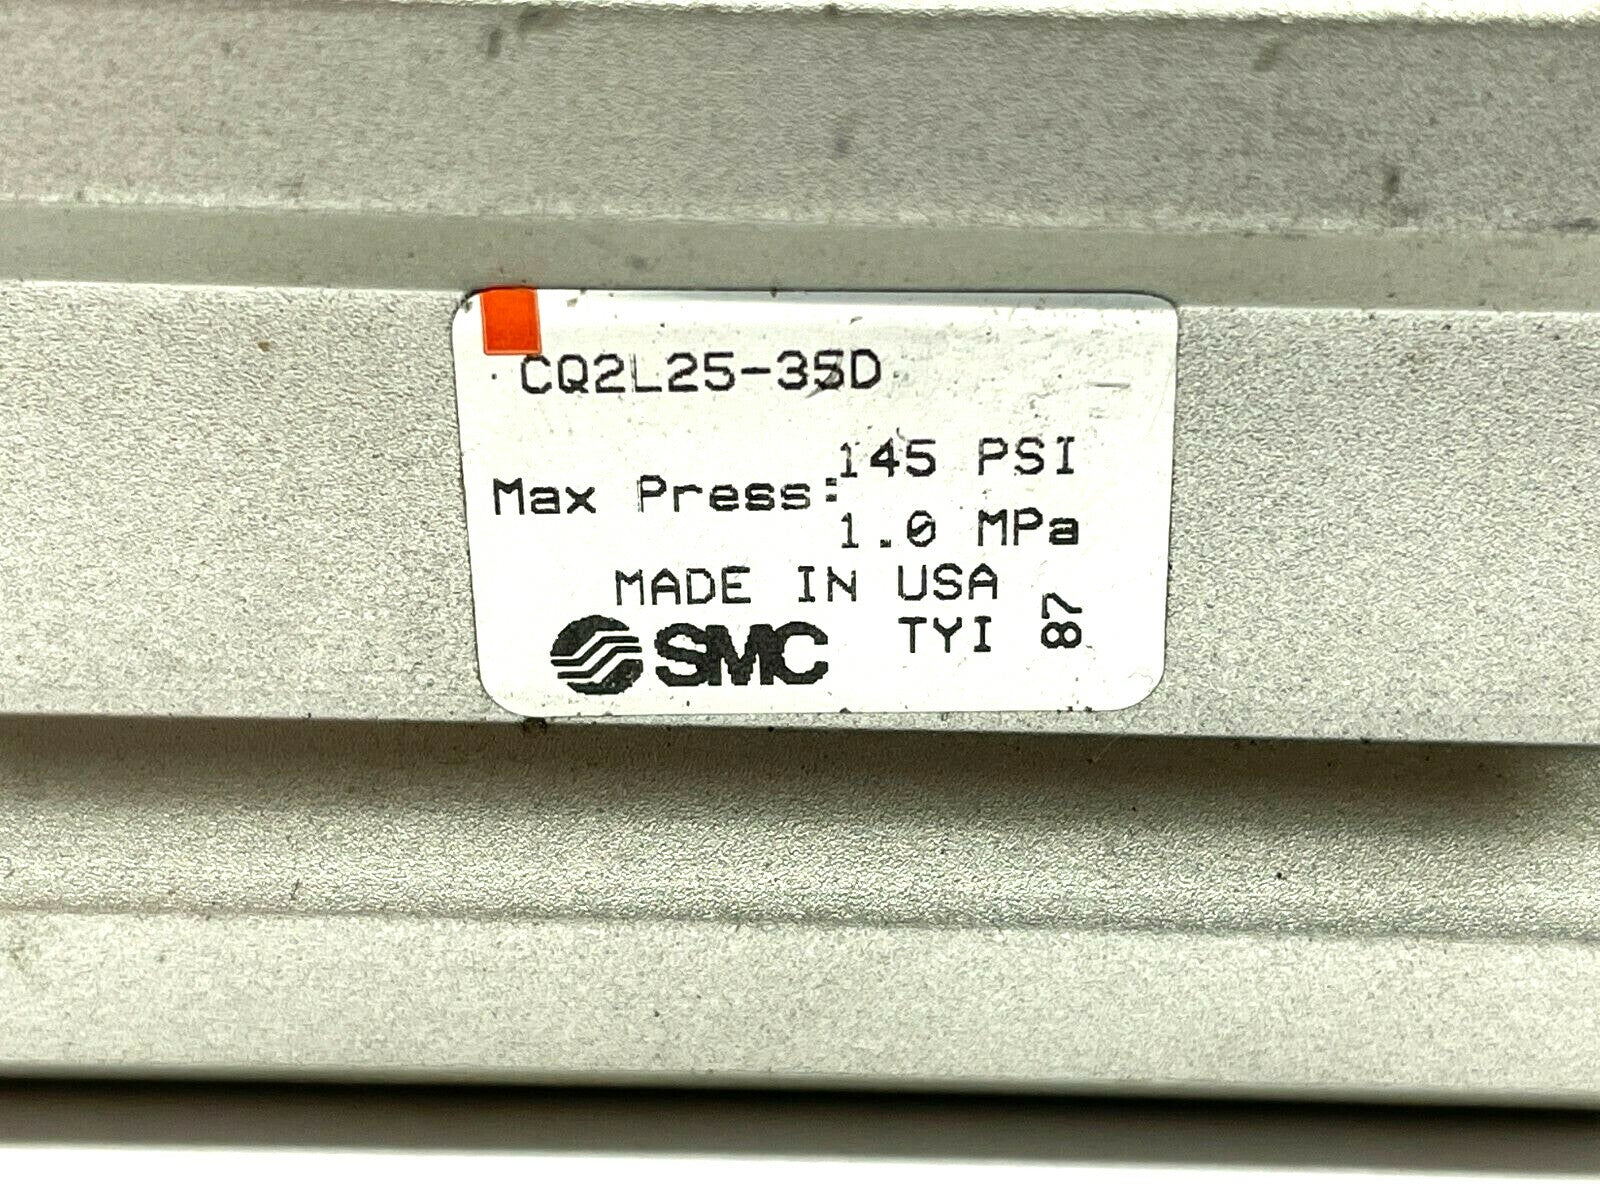 CQ2L25-35D
145 PSI
Max Press:
1.0 MPa
MADE IN USA
SMC TYI 87